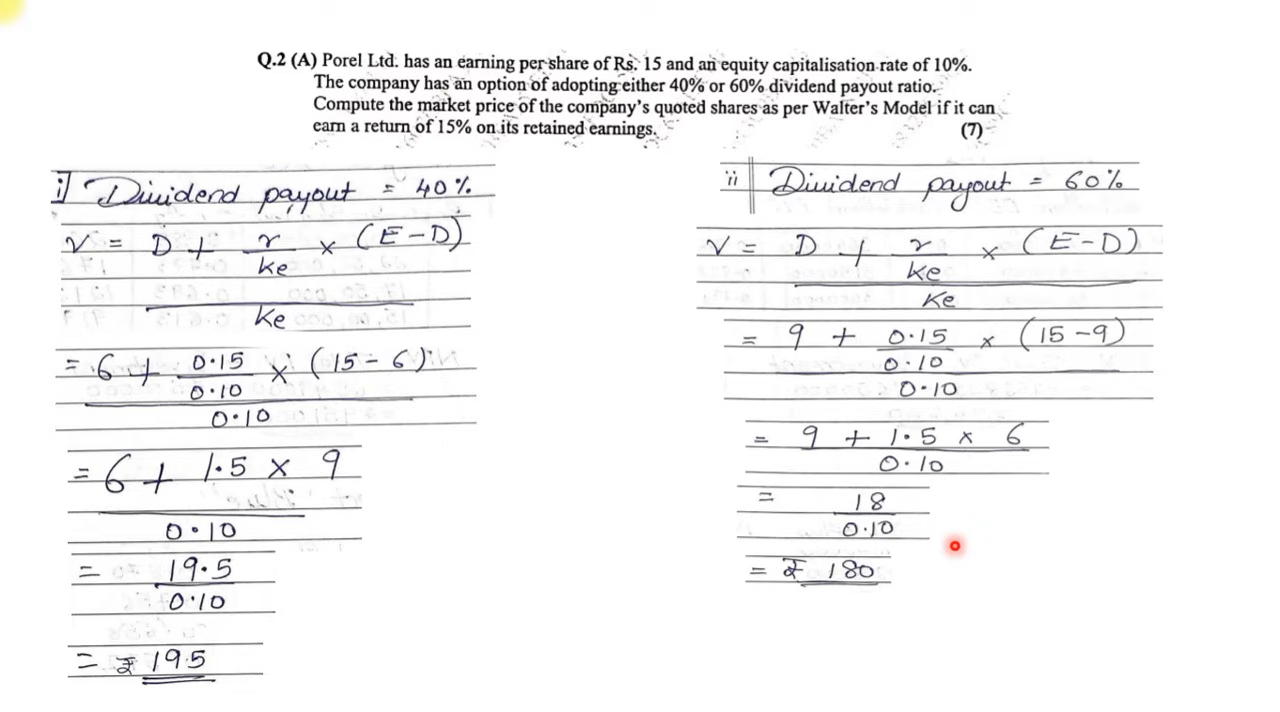 Q.2 (A) Porel Ltd. has an earning per share of Rs. 15 and an equity capitalisation rate of 10%.
The company has an option of adopting either 40% or 60% dividend payout ratio.
Compute the market price of the company's quoted shares as per Walter's Model if it can
earn a return of 15% on its retained earnings. (7)
i] Dividend payout = 40%
V = D + r × (E - D)
ke
Ke
= 6 + 0.15 × (15 - 6)
0.10
0.10
= 6 + 1.5 × 9
0.10
= 19.5
0.10
= ₹ 195
ii Dividend payout = 60%
V = D + r × (E - D)
ke
Ke
= 9 + 0.15 × (15 - 9)
0.10
0.10
= 9 + 1.5 × 6
0.10
= 18
0.10
= ₹ 180